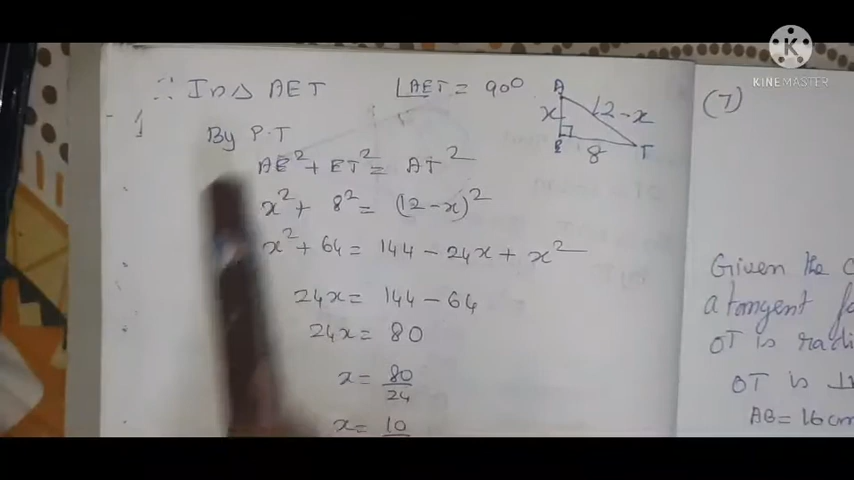 ∴ In △ AET ∟AET = 90°
By P.T
AE² + ET² = AT²
x² + 8² = (12 - x)²
x² + 64 = 144 - 24x + x²
24x = 144 - 64
24x = 80
x = 80/24
x = 10
A
x
12 - x
E
8
T
(7)
Given the
a tangent
OT is radi
OT is ⊥
AB = 16cm
K
KINEMASTER